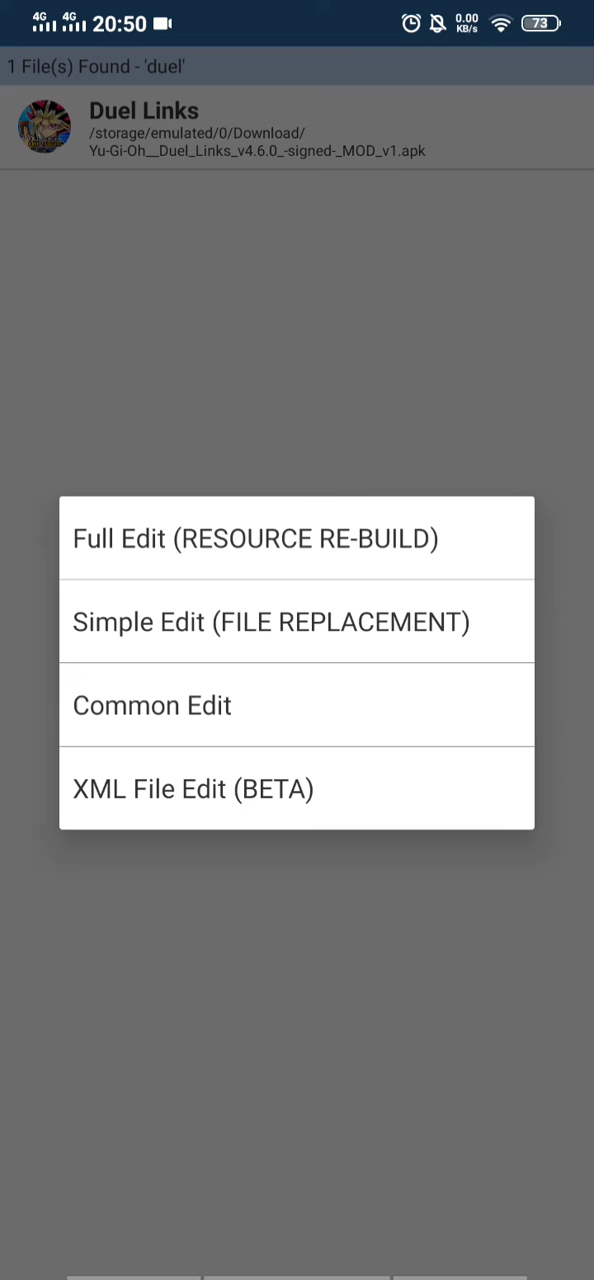 4G 4G 20:50 0.00 KB/s 73
1 File(s) Found - 'duel'
Duel Links
/storage/emulated/0/Download/
Yu-Gi-Oh__Duel_Links_v4.6.0_-signed-_MOD_v1.apk
Full Edit (RESOURCE RE-BUILD)
Simple Edit (FILE REPLACEMENT)
Common Edit
XML File Edit (BETA)